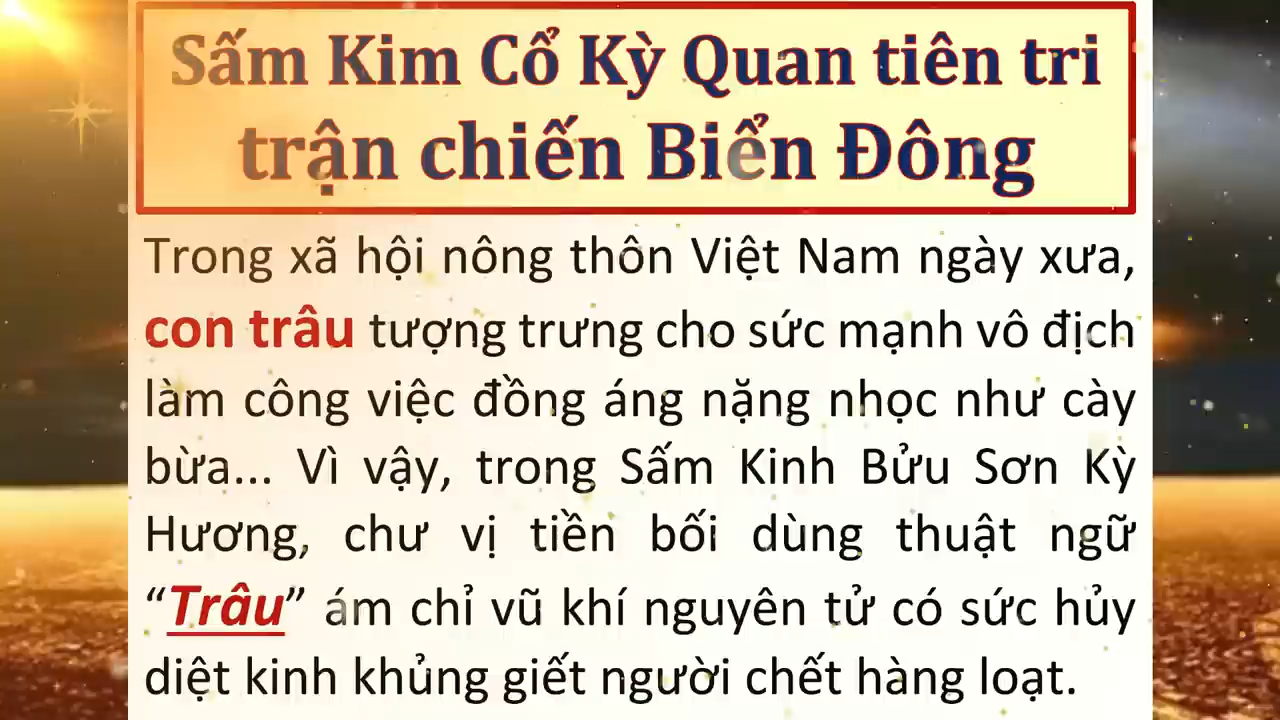 Sấm Kim Cổ Kỳ Quan tiên tri
trận chiến Biển Đông
Trong xã hội nông thôn Việt Nam ngày xưa,
con trâu tượng trưng cho sức mạnh vô địch
làm công việc đồng áng nặng nhọc như cày
bừa... Vì vậy, trong Sấm Kinh Bửu Sơn Kỳ
Hương, chư vị tiền bối dùng thuật ngữ
“Trâu” ám chỉ vũ khí nguyên tử có sức hủy
diệt kinh khủng giết người chết hàng loạt.